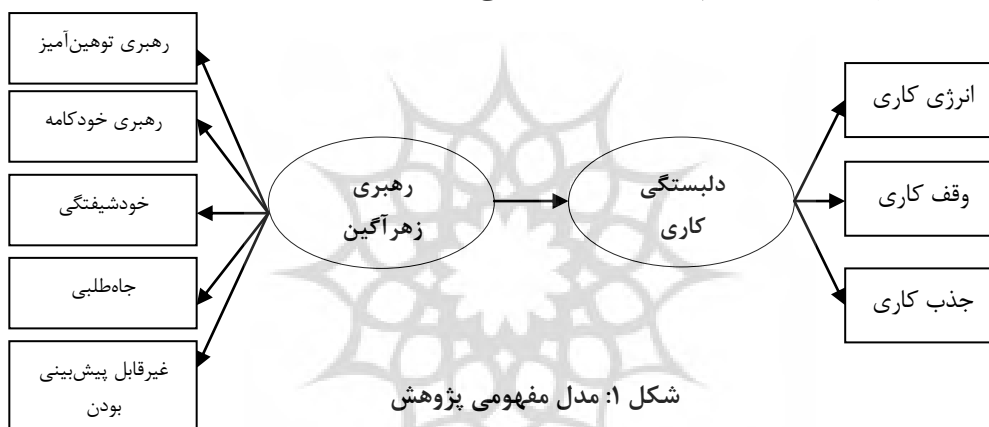 رهبری توهین‌آمیز
رهبری خودکامه
خودشیفتگی
جاه‌طلبی
غیرقابل پیش‌بینی
بودن
رهبری
زهرآگین
دلبستگی
کاری
انرژی کاری
وقف کاری
جذب کاری
شکل ۱: مدل مفهومی پژوهش